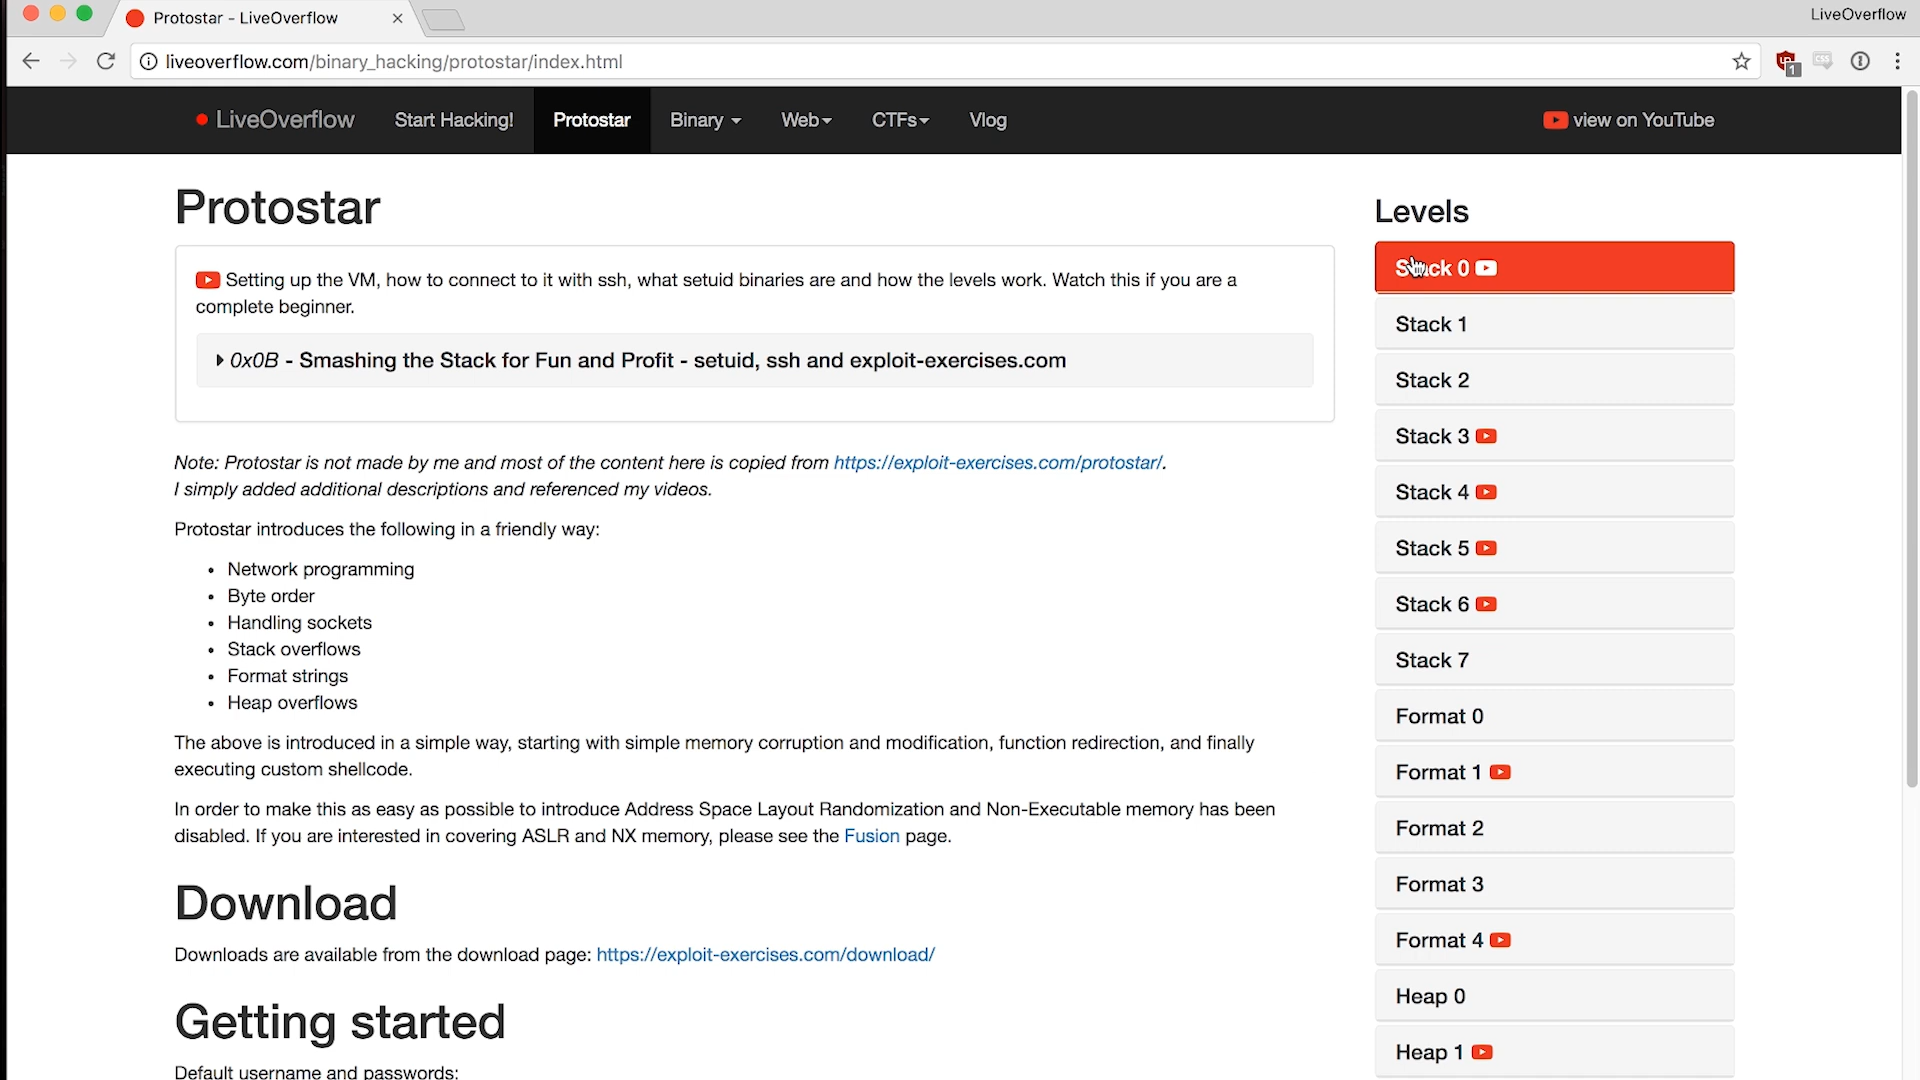 Protostar - LiveOverflow
LiveOverflow
liveoverflow.com/binary_hacking/protostar/index.html
1
LiveOverflow
Start Hacking!
Protostar
Binary
Web
CTFs
Vlog
view on YouTube
Protostar
Setting up the VM, how to connect to it with ssh, what setuid binaries are and how the levels work. Watch this if you are a
complete beginner.
0x0B - Smashing the Stack for Fun and Profit - setuid, ssh and exploit-exercises.com
Note: Protostar is not made by me and most of the content here is copied from https://exploit-exercises.com/protostar/.
I simply added additional descriptions and referenced my videos.
Protostar introduces the following in a friendly way:
Network programming
Byte order
Handling sockets
Stack overflows
Format strings
Heap overflows
The above is introduced in a simple way, starting with simple memory corruption and modification, function redirection, and finally
executing custom shellcode.
In order to make this as easy as possible to introduce Address Space Layout Randomization and Non-Executable memory has been
disabled. If you are interested in covering ASLR and NX memory, please see the Fusion page.
Download
Downloads are available from the download page: https://exploit-exercises.com/download/
Getting started
Default username and passwords:
Levels
Stack 0
Stack 1
Stack 2
Stack 3
Stack 4
Stack 5
Stack 6
Stack 7
Format 0
Format 1
Format 2
Format 3
Format 4
Heap 0
Heap 1